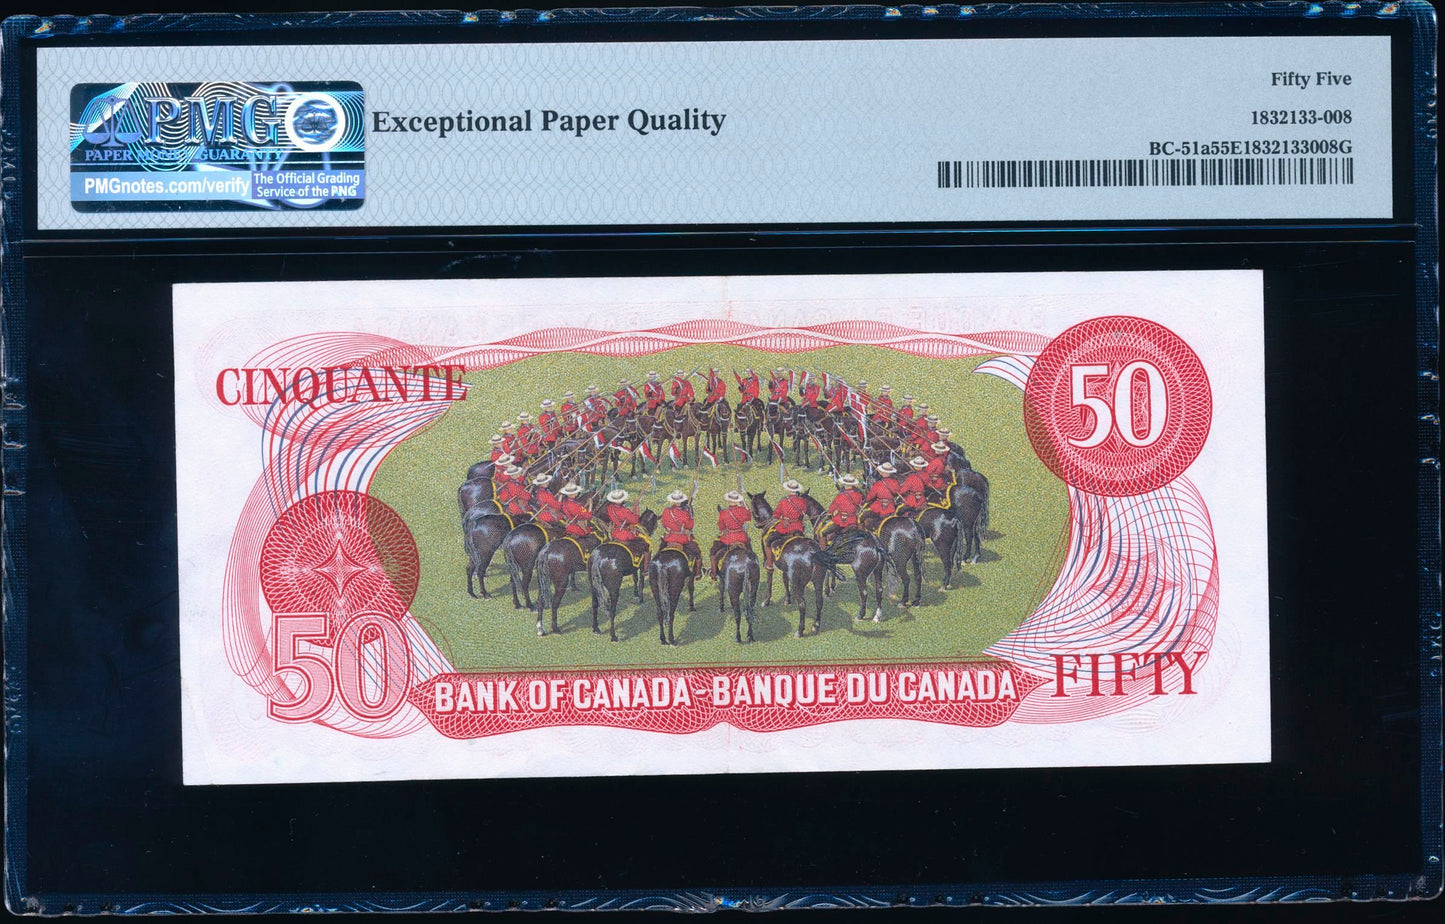 PMG
PAPER MONEY GUARANTY
PMGnotes.com/verify
The Official Grading
Service of the PNG
Exceptional Paper Quality
Fifty Five
1832133-008
BC-51a55E1832133008G
CINQUANTE
50
50
FIFTY
BANK OF CANADA - BANQUE DU CANADA